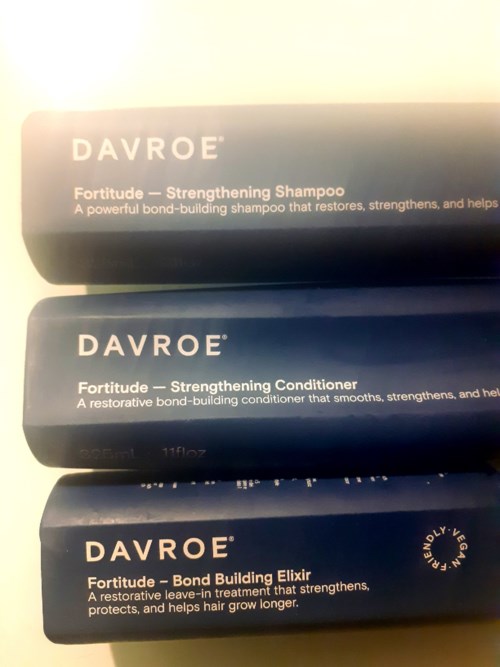 DAVROE®
Fortitude — Strengthening Shampoo
A powerful bond-building shampoo that restores, strengthens, and helps
DAVROE®
Fortitude — Strengthening Conditioner
A restorative bond-building conditioner that smooths, strengthens, and hel
11floz
DAVROE®
Fortitude – Bond Building Elixir
A restorative leave-in treatment that strengthens,
protects, and helps hair grow longer.
FRIENDLY·VEGAN·